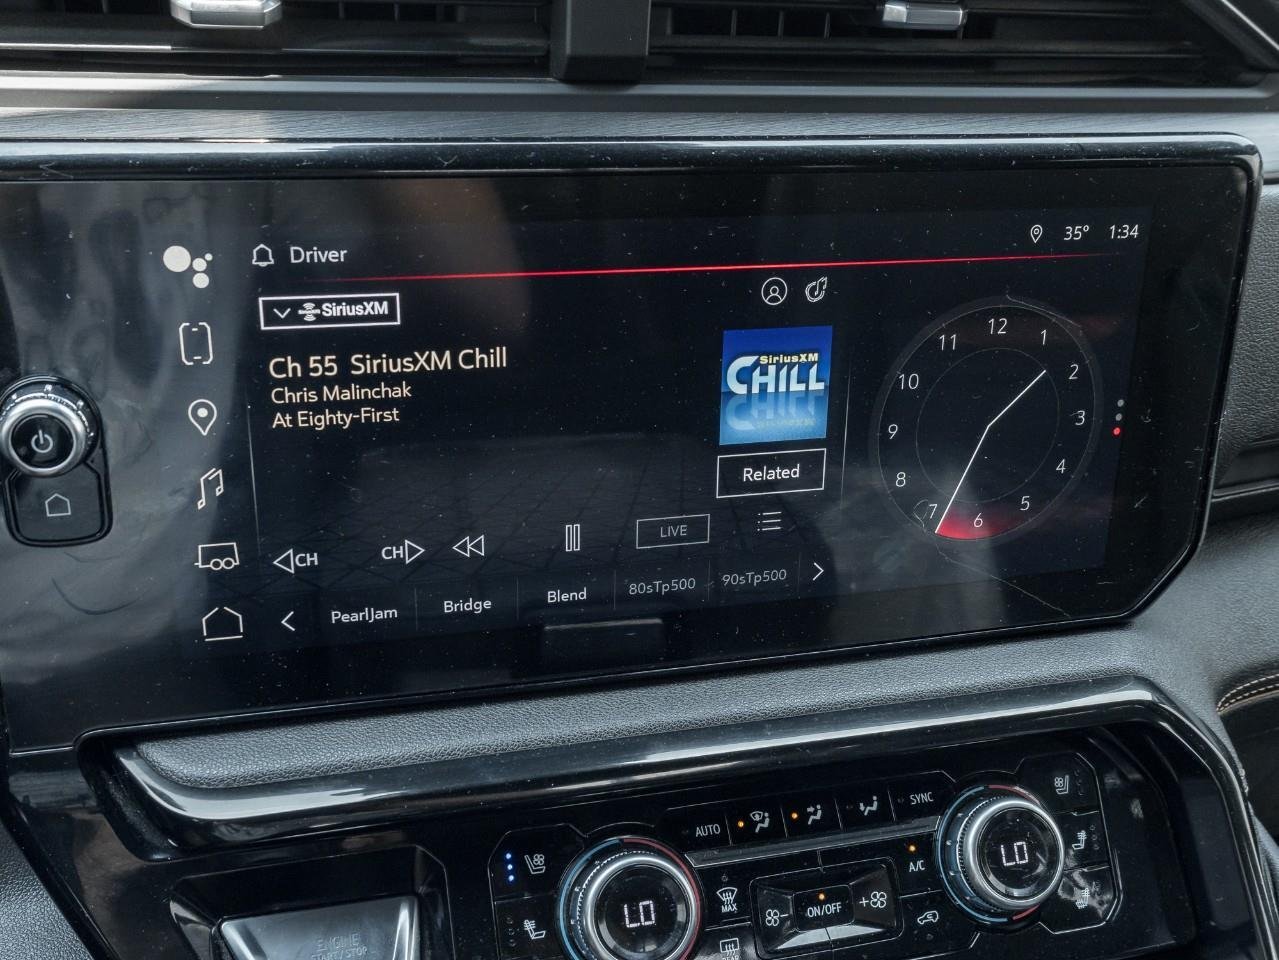 Driver
35° 1:34
SiriusXM
Ch 55 SiriusXM Chill
Chris Malinchak
At Eighty-First
SiriusXM
CHILL
Related
12
1
2
3
4
5
6
7
8
9
10
11
CH
CH
LIVE
PearlJam
Bridge
Blend
80sTp500
90sTp500
AUTO
SYNC
LO
A/C
MAX
ON/OFF
LO
REAR
ENGINE
START/STOP